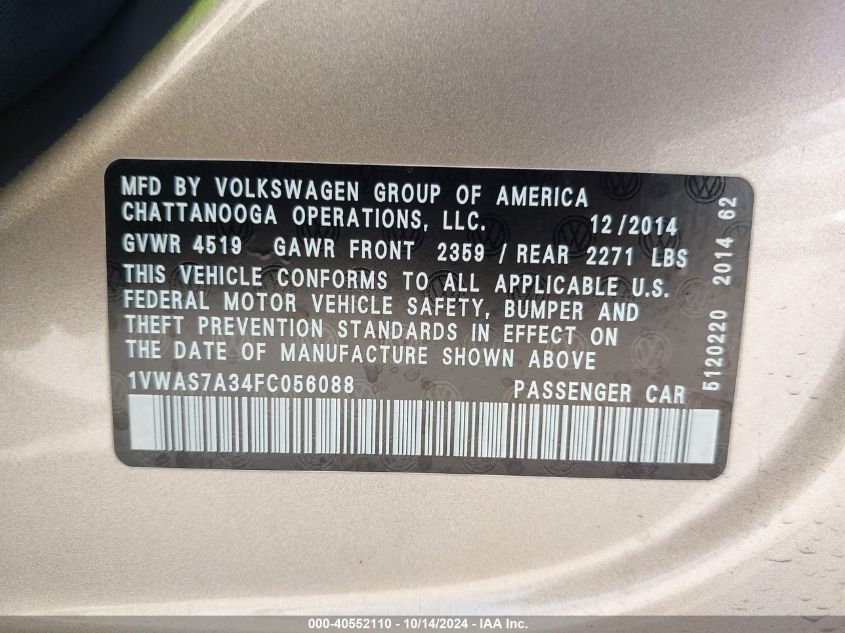 MFD BY VOLKSWAGEN GROUP OF AMERICA
CHATTANOOGA OPERATIONS, LLC. 12/2014
GVWR 4519 GAWR FRONT 2359 / REAR 2271 LBS
THIS VEHICLE CONFORMS TO ALL APPLICABLE U.S.
FEDERAL MOTOR VEHICLE SAFETY, BUMPER AND
THEFT PREVENTION STANDARDS IN EFFECT ON
THE DATE OF MANUFACTURE SHOWN ABOVE
1VWAS7A34FC056088 PASSENGER CAR
5120220 2014 62
000-40552110 - 10/14/2024 - IAA, Inc.